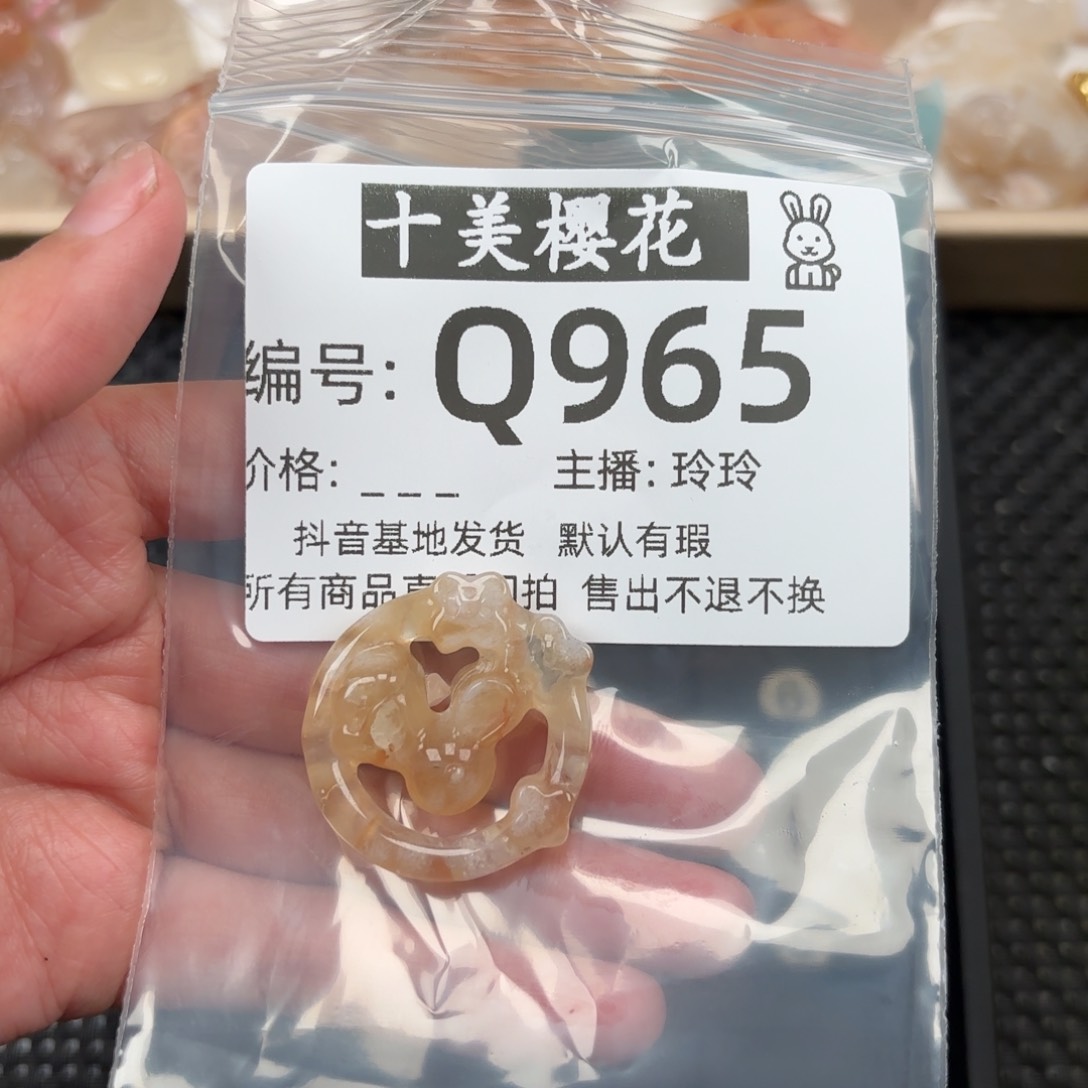 十美樱花
编号: Q965
价格: _ _ _ 主播: 玲玲
抖音基地发货 默认有瑕
所有商品直 拍 售出不退不换